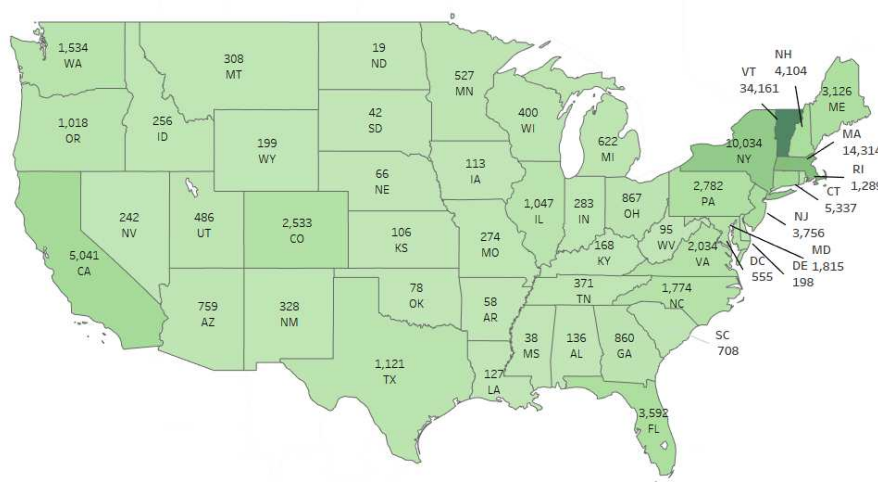 1,534
WA
308
MT
19
ND
527
MN
NH
4,104
VT
34,161
3,126
ME
1,018
OR
256
ID
199
WY
42
SD
400
WI
622
MI
10,034
NY
MA
14,314
RI
1,289
CT
5,337
242
NV
486
UT
2,533
CO
66
NE
113
IA
1,047
IL
283
IN
867
OH
2,782
PA
NJ
3,756
MD
1,815
DE
198
DC
555
5,041
CA
106
KS
274
MO
168
KY
95
WV
2,034
VA
759
AZ
328
NM
78
OK
58
AR
371
TN
1,774
NC
SC
708
1,121
TX
127
LA
38
MS
136
AL
860
GA
3,592
FL